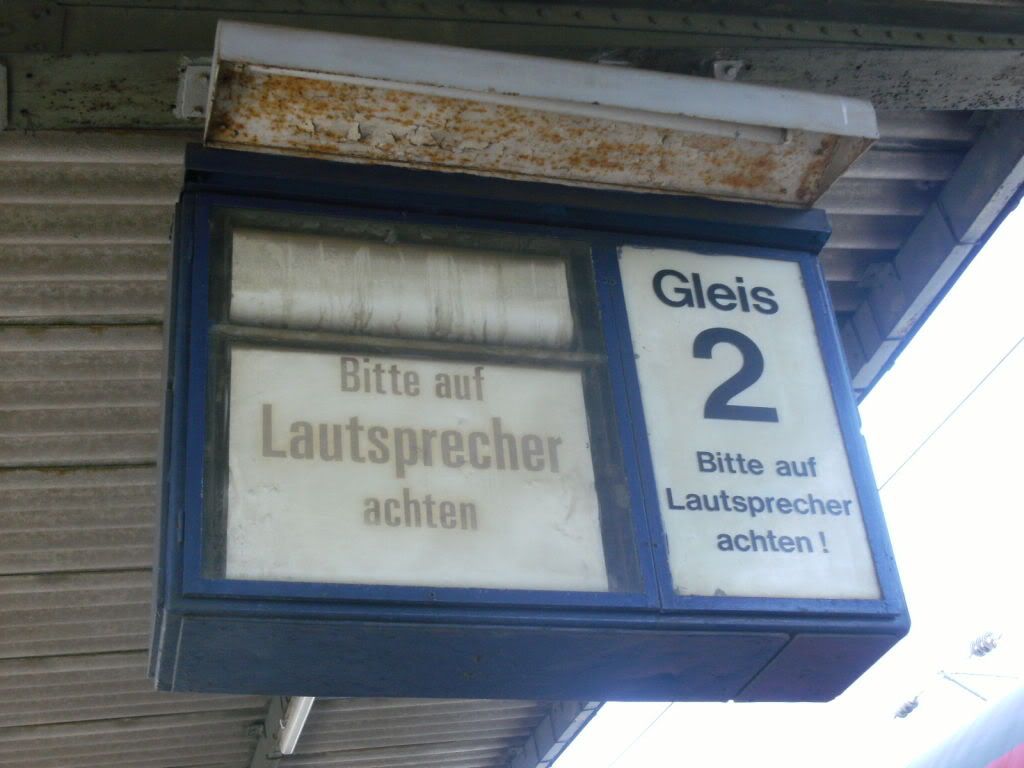 Bitte auf
Lautsprecher
achten
Gleis
2
Bitte auf
Lautsprecher
achten !